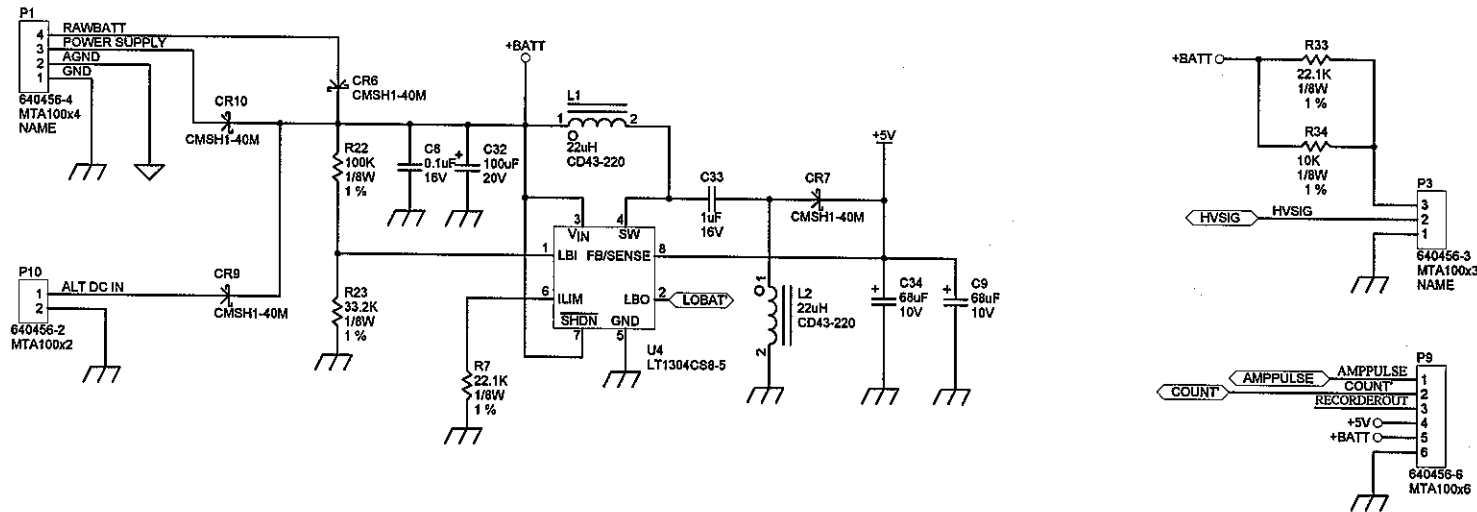 P1
4 RAWBATT
3 POWER SUPPLY
2 AGND
1 GND
640456-4
MTA100x4
NAME
CR10
CMSH1-40M
CR6
CMSH1-40M
+BATT
L1
1 2
22uH
CD43-220
R22
100K
1/8W
1 %
C8
0.1uF
16V
+
C32
100uF
20V
C33
1uF
16V
CR7
CMSH1-40M
+5V
3 4
VIN SW
1 LBI FB/SENSE 8
6 ILIM LBO 2 LOBAT'
SHDN GND
7 5
U4
LT1304CS8-5
P10
1 ALT DC IN
2
640456-2
MTA100x2
CR9
CMSH1-40M
R23
33.2K
1/8W
1 %
R7
22.1K
1/8W
1 %
1
L2
22uH
CD43-220
2
+
C34
68uF
10V
+
C9
68uF
10V
+BATT
R33
22.1K
1/8W
1 %
R34
10K
1/8W
1 %
P3
3
HVSIG HVSIG 2
1
640456-3
MTA100x3
NAME
P9
AMPPULSE AMPPULSE 1
COUNT' COUNT' 2
RECORDEROUT 3
+5V 4
+BATT 5
6
640456-6
MTA100x6